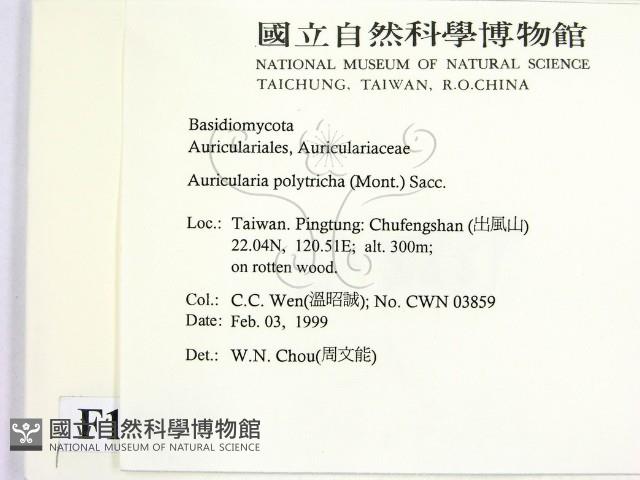 國立自然科學博物館
NATIONAL MUSEUM OF NATURAL SCIENCE
TAICHUNG, TAIWAN, R.O.CHINA
Basidiomycota
Auriculariales, Auriculariaceae
Auricularia polytricha (Mont.) Sacc.
Loc.: Taiwan. Pingtung: Chufengshan (出風山)
22.04N, 120.51E; alt. 300m;
on rotten wood.
Col.: C.C. Wen(溫昭誠); No. CWN 03859
Date: Feb. 03, 1999
Det.: W.N. Chou(周文能)
F1
國立自然科學博物館
NATIONAL MUSEUM OF NATURAL SCIENCE